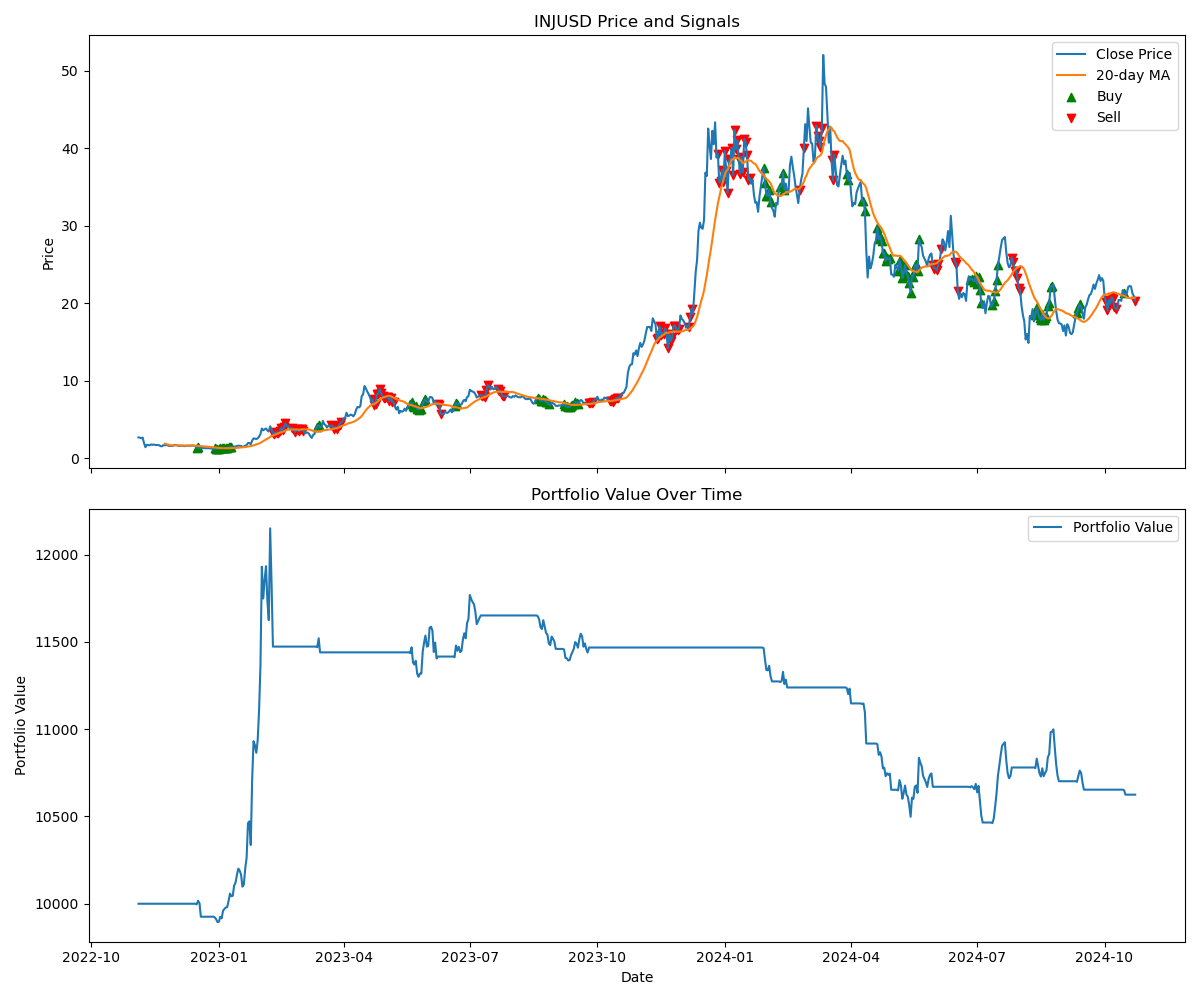 INJUSD Price and Signals
Close Price
20-day MA
Buy
Sell
Price
50
40
30
20
10
0
Portfolio Value Over Time
Portfolio Value
Portfolio Value
12000
11500
11000
10500
10000
2022-10
2023-01
2023-04
2023-07
2023-10
2024-01
2024-04
2024-07
2024-10
Date